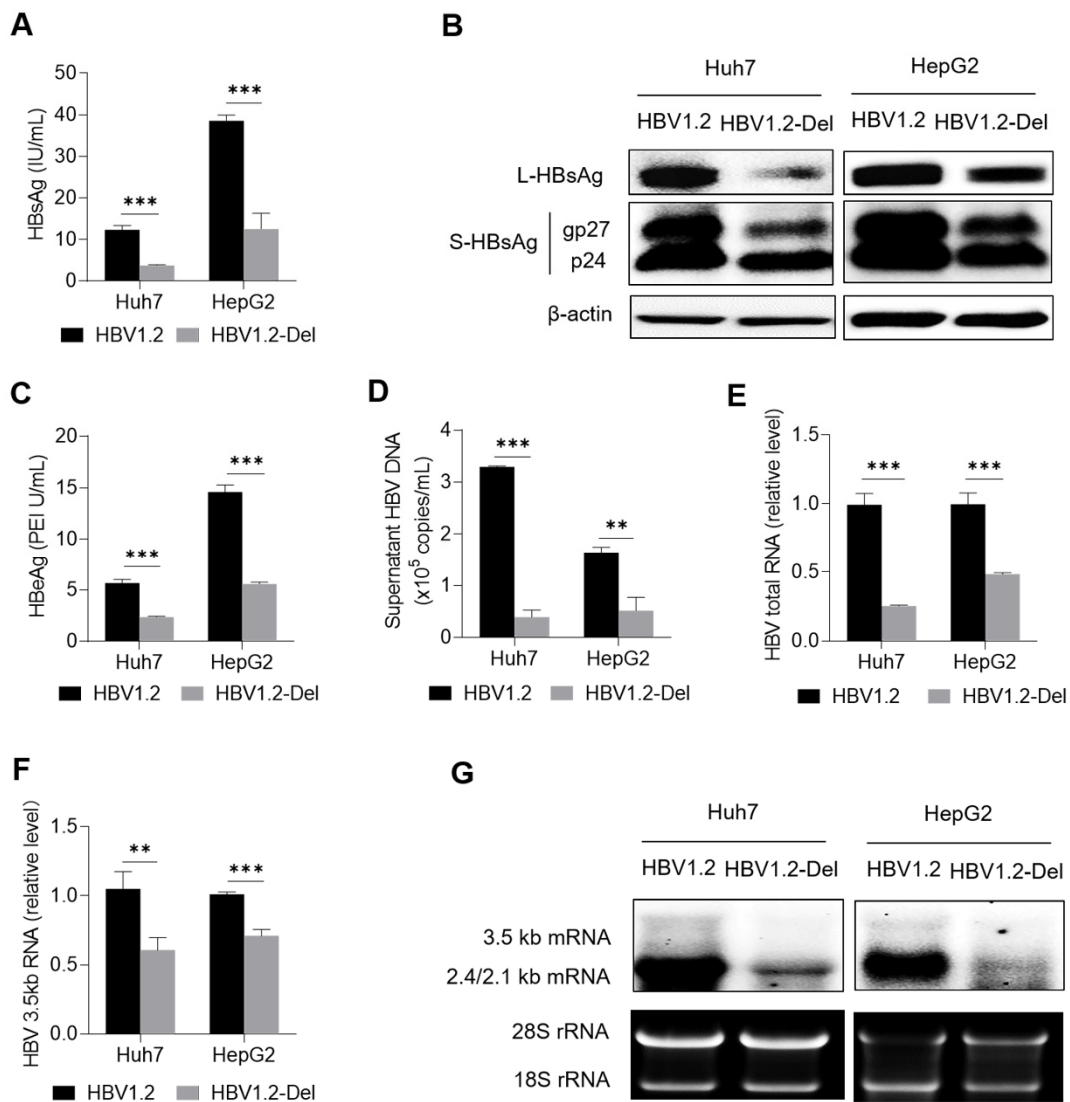 A
HBsAg (IU/mL)
50
40
30
20
10
0
***
***
Huh7
HepG2
HBV1.2
HBV1.2-Del
B
Huh7
HepG2
HBV1.2
HBV1.2-Del
HBV1.2
HBV1.2-Del
L-HBsAg
S-HBsAg
gp27
p24
β-actin
C
HBeAg (PEI U/mL)
20
15
10
5
0
***
***
Huh7
HepG2
HBV1.2
HBV1.2-Del
D
Supernatant HBV DNA
(x10⁵ copies/mL)
4
3
2
1
0
***
**
Huh7
HepG2
HBV1.2
HBV1.2-Del
E
HBV total RNA (relative level)
1.5
1.0
0.5
0.0
***
***
Huh7
HepG2
HBV1.2
HBV1.2-Del
F
HBV 3.5kb RNA (relative level)
1.5
1.0
0.5
0.0
**
***
Huh7
HepG2
HBV1.2
HBV1.2-Del
G
Huh7
HepG2
HBV1.2
HBV1.2-Del
HBV1.2
HBV1.2-Del
3.5 kb mRNA
2.4/2.1 kb mRNA
28S rRNA
18S rRNA